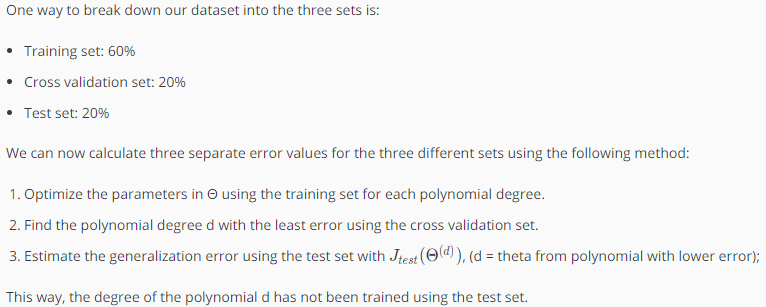 One way to break down our dataset into the three sets is:
• Training set: 60%
• Cross validation set: 20%
• Test set: 20%
We can now calculate three separate error values for the three different sets using the following method:
1. Optimize the parameters in Θ using the training set for each polynomial degree.
2. Find the polynomial degree d with the least error using the cross validation set.
3. Estimate the generalization error using the test set with J_{test}(Θ^{(d)}), (d = theta from polynomial with lower error);
This way, the degree of the polynomial d has not been trained using the test set.